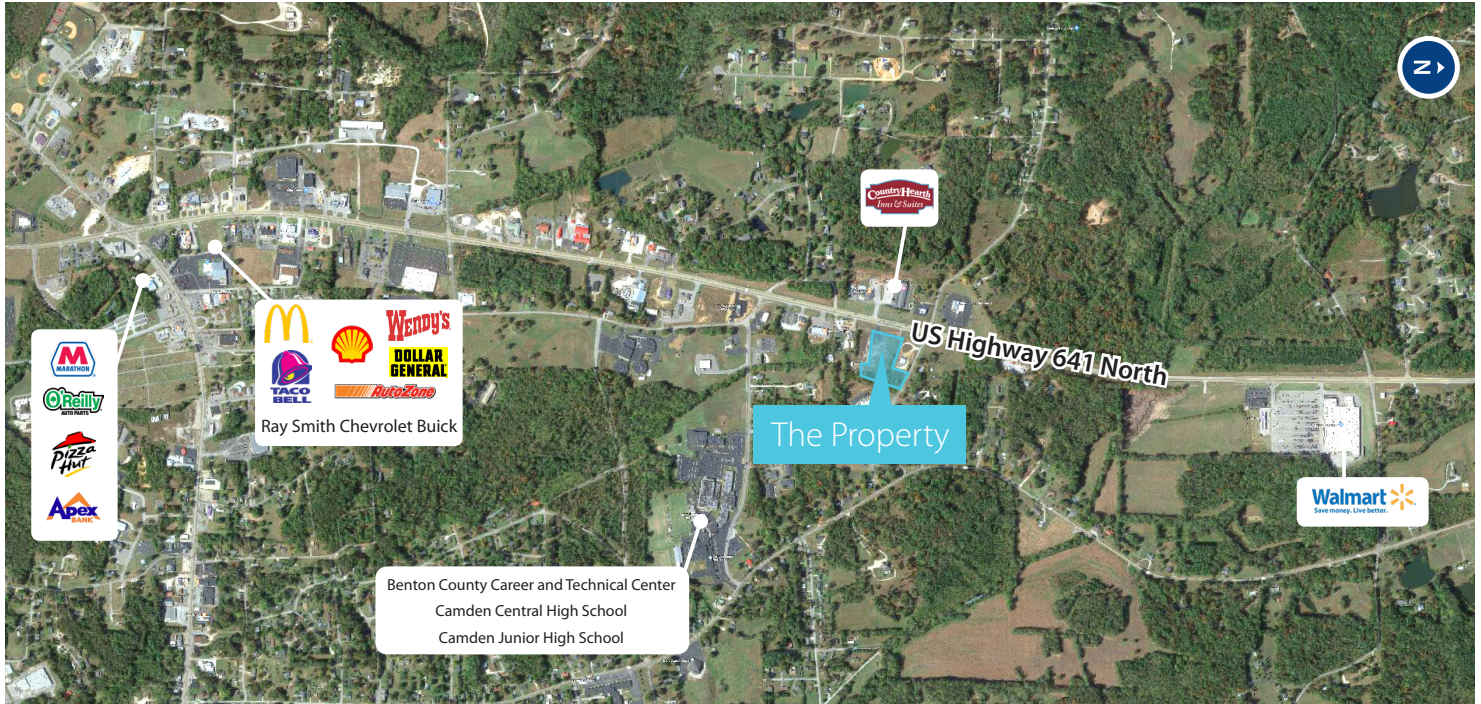 N
CountryHearth
Inns & Suites
US Highway 641 North
The Property
M
MARATHON
O'Reilly
AUTO PARTS
Pizza
Hut
Apex
BANK
WENDY'S
TACO
BELL
DOLLAR
GENERAL
AutoZone
Ray Smith Chevrolet Buick
Walmart
Save money. Live better.
Benton County Career and Technical Center
Camden Central High School
Camden Junior High School